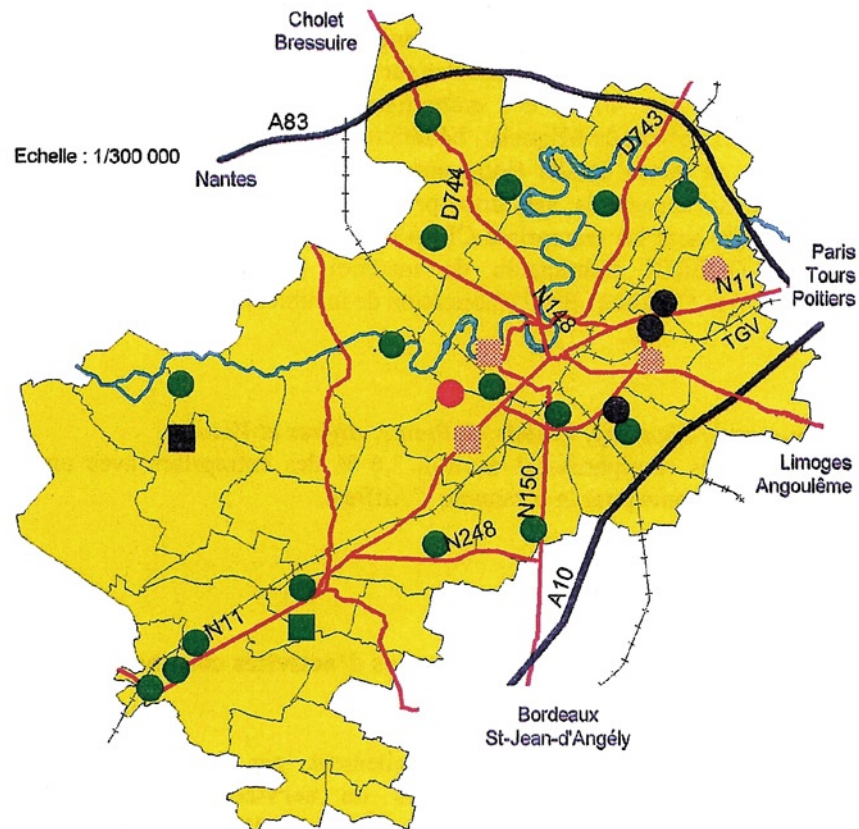 Cholet
Bressuire
A83
Echelle : 1/300 000
Nantes
D743
D744
Paris
Tours
Poitiers
N11
N148
TGV
Limoges
Angoulême
N150
N248
A10
N11
Bordeaux
St-Jean-d'Angély